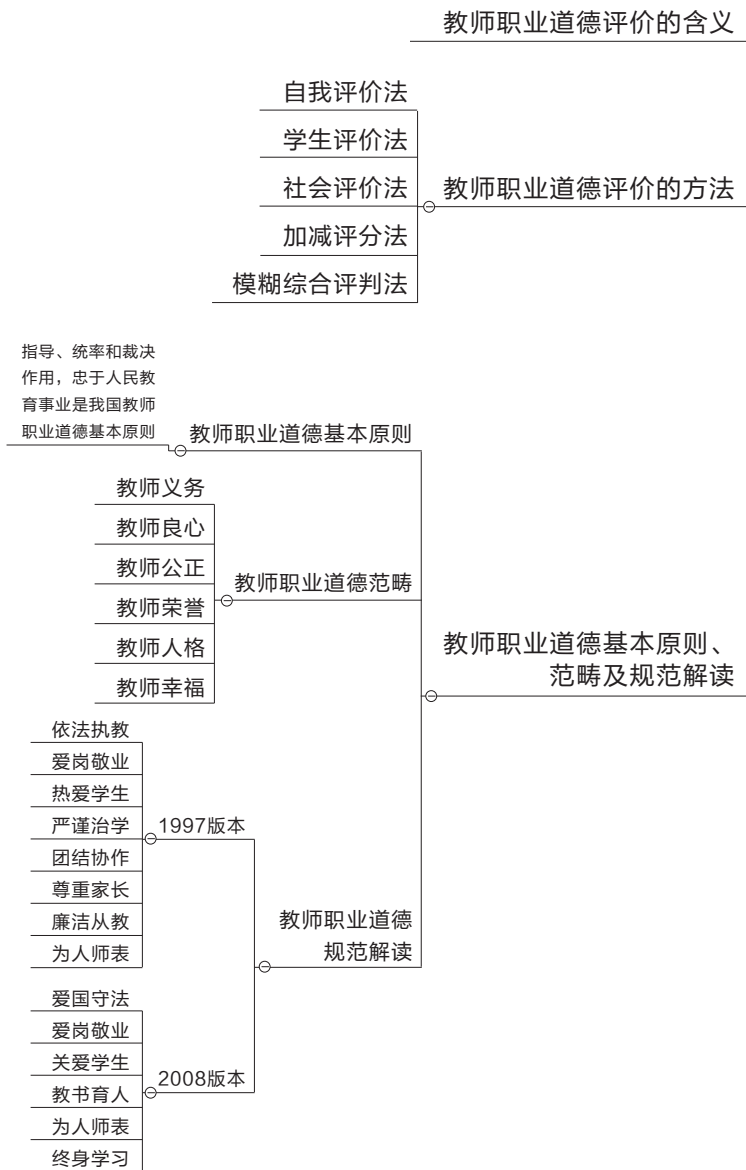 教师职业道德评价的含义
自我评价法
学生评价法
社会评价法
加减评分法
模糊综合评判法
教师职业道德评价的方法
指导、统率和裁决
作用，忠于人民教
育事业是我国教师
职业道德基本原则
教师职业道德基本原则
教师义务
教师良心
教师公正
教师荣誉
教师人格
教师幸福
教师职业道德范畴
教师职业道德基本原则、
范畴及规范解读
依法执教
爱岗敬业
热爱学生
严谨治学
团结协作
尊重家长
廉洁从教
为人师表
1997版本
教师职业道德
规范解读
爱国守法
爱岗敬业
关爱学生
教书育人
为人师表
终身学习
2008版本